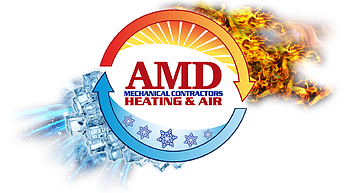 AMD
MECHANICAL CONTRACTORS
HEATING & AIR